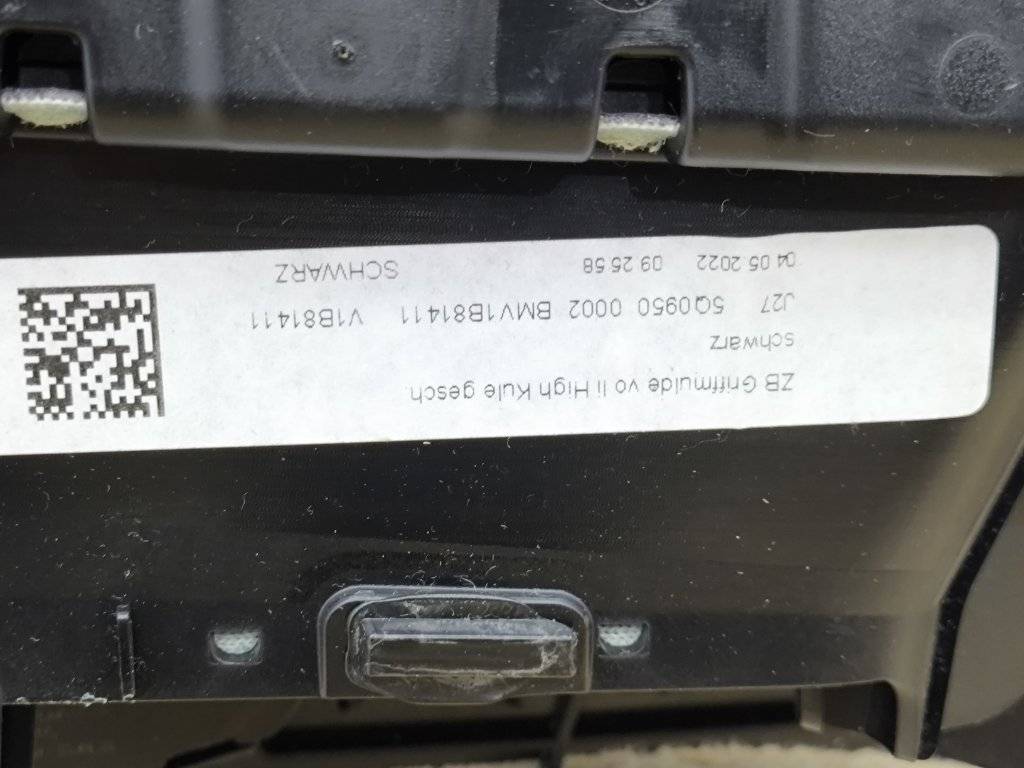 ZB Griffmulde vo li High Kule gesch.
schwarz
J27 5Q0950 0002 BMV1B81411 V1B81411
04.05.2022 09:25:58 SCHWARZ